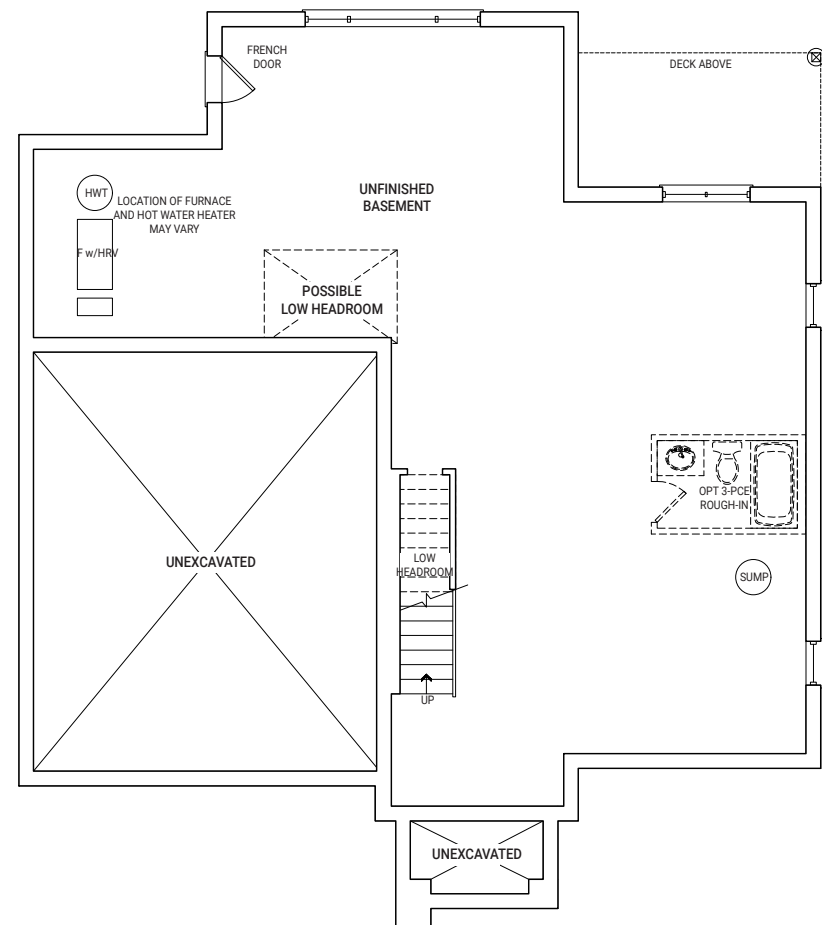 FRENCH
DOOR
DECK ABOVE
HWT
LOCATION OF FURNACE
AND HOT WATER HEATER
MAY VARY
F w/HRV
UNFINISHED
BASEMENT
POSSIBLE
LOW HEADROOM
OPT 3-PCE
ROUGH-IN
UNEXCAVATED
LOW
HEADROOM
SUMP
UP
UNEXCAVATED